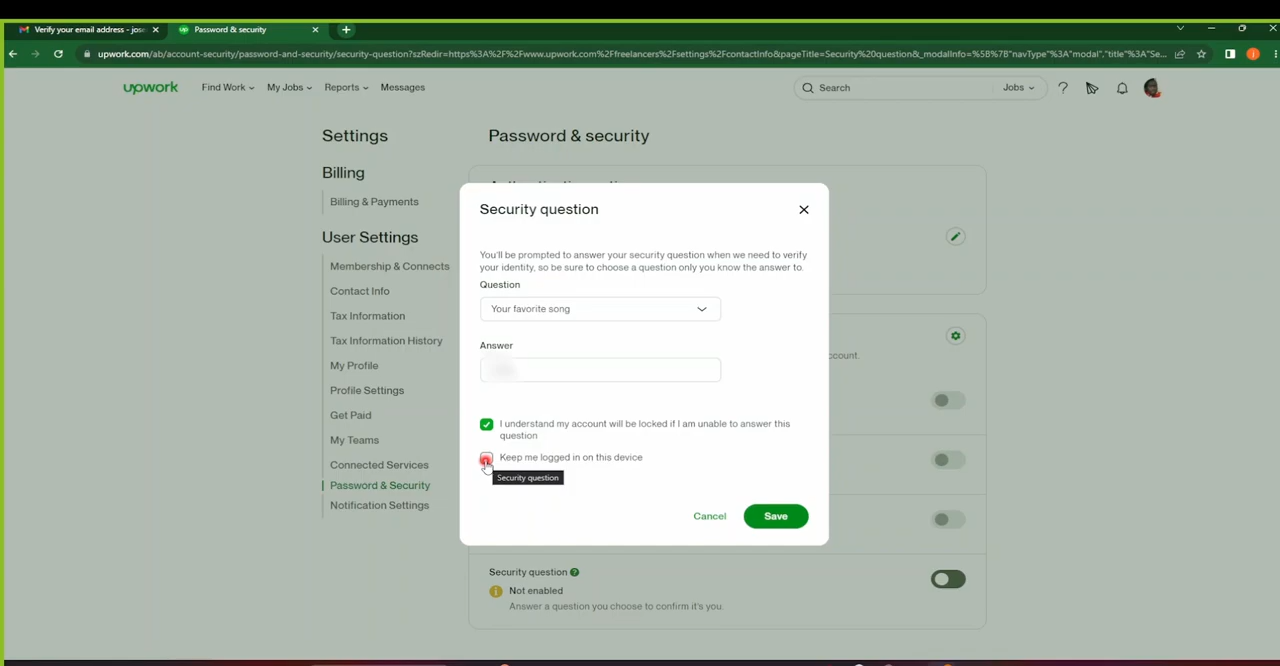 Verify your email address - jose
Password & security
upwork.com/ab/account-security/password-and-security/security-question?szRedir=https%3A%2F%2Fwww.upwork.com%2Ffreelancers%2Fsettings%2FcontactInfo&pageTitle=Security%20question&_modalInfo=%5B%7B"navType"%3A"modal","title"%3A"Se...
upwork
Find Work
My Jobs
Reports
Messages
Search
Jobs
?
Settings
Password & security
Billing
Billing & Payments
User Settings
Membership & Connects
Contact Info
Tax Information
Tax Information History
My Profile
Profile Settings
Get Paid
My Teams
Connected Services
Password & Security
Notification Settings
Security question
You'll be prompted to answer your security question when we need to verify
your identity, so be sure to choose a question only you know the answer to.
Question
Your favorite song
Answer
ccount.
I understand my account will be locked if I am unable to answer this
question
Keep me logged in on this device
Security question
Cancel
Save
Security question ?
Not enabled
Answer a question you choose to confirm it's you.